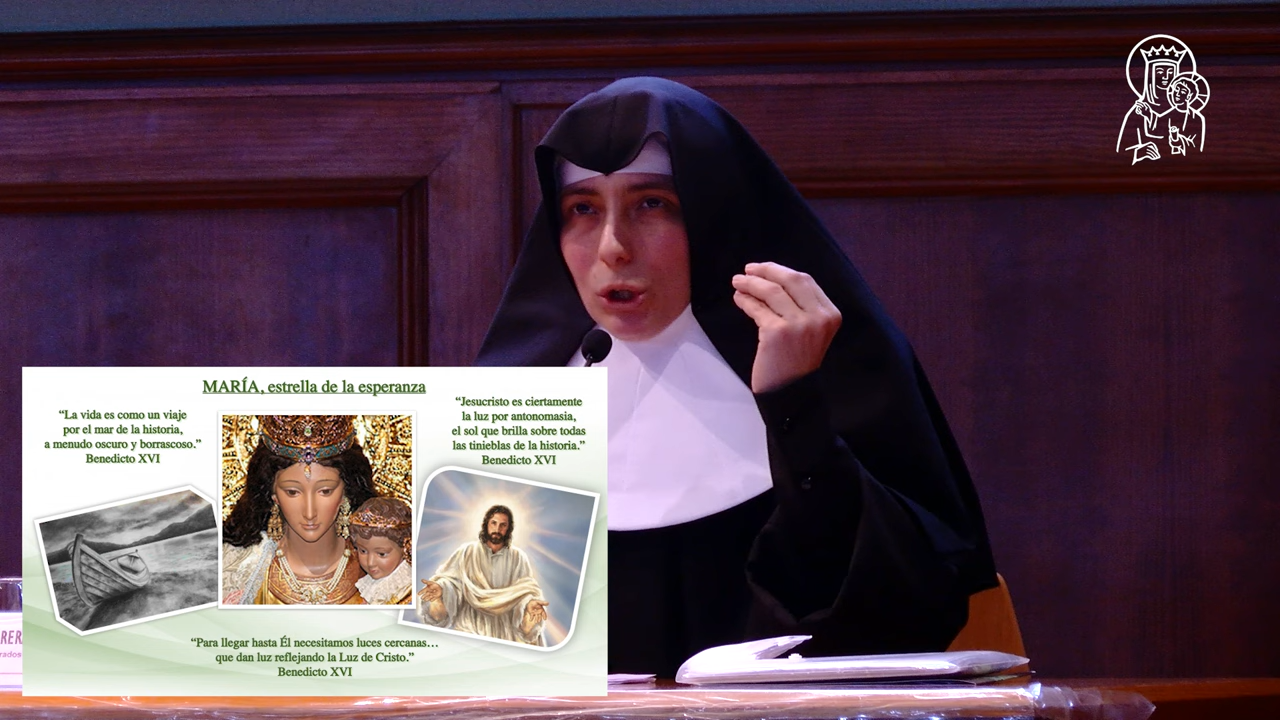 MARÍA, estrella de la esperanza
“La vida es como un viaje
por el mar de la historia,
a menudo oscuro y borrascoso.”
Benedicto XVI
“Jesucristo es ciertamente
la luz por antonomasia,
el sol que brilla sobre todas
las tinieblas de la historia.”
Benedicto XVI
“Para llegar hasta Él necesitamos luces cercanas…
que dan luz reflejando la Luz de Cristo.”
Benedicto XVI